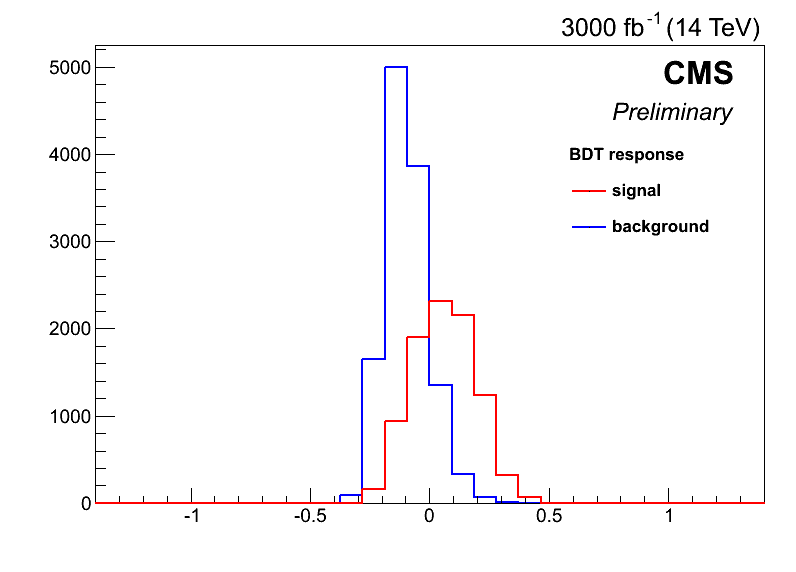 3000 fb-1 (14 TeV)
CMS
Preliminary
BDT response
signal
background
5000
4000
3000
2000
1000
0
-1 -0.5 0 0.5 1